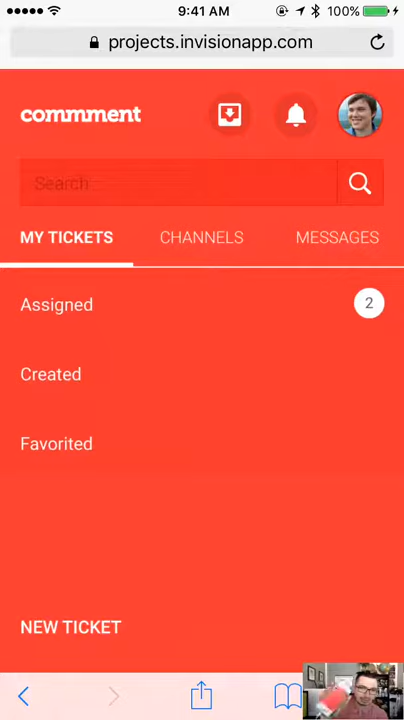 9:41 AM 100%
projects.invisionapp.com
commment
Search
MY TICKETS CHANNELS MESSAGES
Assigned 2
Created
Favorited
NEW TICKET